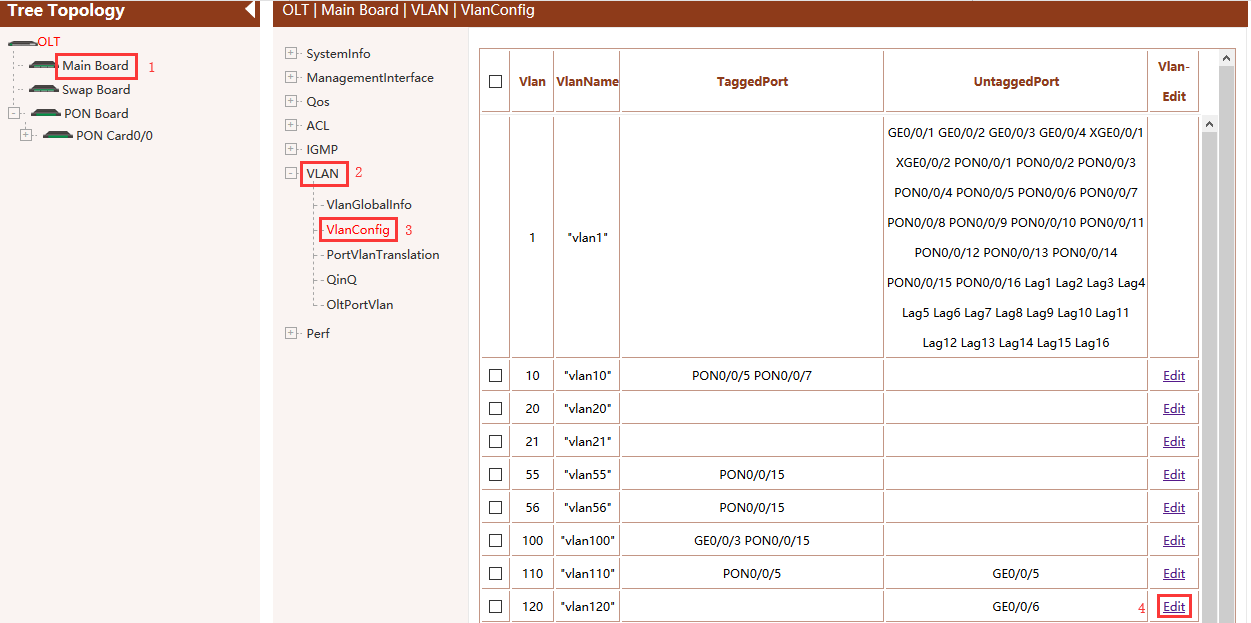 Tree Topology
OLT | Main Board | VLAN | VlanConfig
OLT
Main Board 1
Swap Board
PON Board
PON Card0/0
SystemInfo
ManagementInterface
Qos
ACL
IGMP
VLAN 2
VlanGlobalInfo
VlanConfig 3
PortVlanTranslation
QinQ
OltPortVlan
Perf
Vlan VlanName TaggedPort UntaggedPort Vlan-
Edit
GE0/0/1 GE0/0/2 GE0/0/3 GE0/0/4 XGE0/0/1
XGE0/0/2 PON0/0/1 PON0/0/2 PON0/0/3
PON0/0/4 PON0/0/5 PON0/0/6 PON0/0/7
PON0/0/8 PON0/0/9 PON0/0/10 PON0/0/11
1 "vlan1"
PON0/0/12 PON0/0/13 PON0/0/14
PON0/0/15 PON0/0/16 Lag1 Lag2 Lag3 Lag4
Lag5 Lag6 Lag7 Lag8 Lag9 Lag10 Lag11
Lag12 Lag13 Lag14 Lag15 Lag16
10 "vlan10" PON0/0/5 PON0/0/7 Edit
20 "vlan20" Edit
21 "vlan21" Edit
55 "vlan55" PON0/0/15 Edit
56 "vlan56" PON0/0/15 Edit
100 "vlan100" GE0/0/3 PON0/0/15 Edit
110 "vlan110" PON0/0/5 GE0/0/5 Edit
120 "vlan120" GE0/0/6 4 Edit